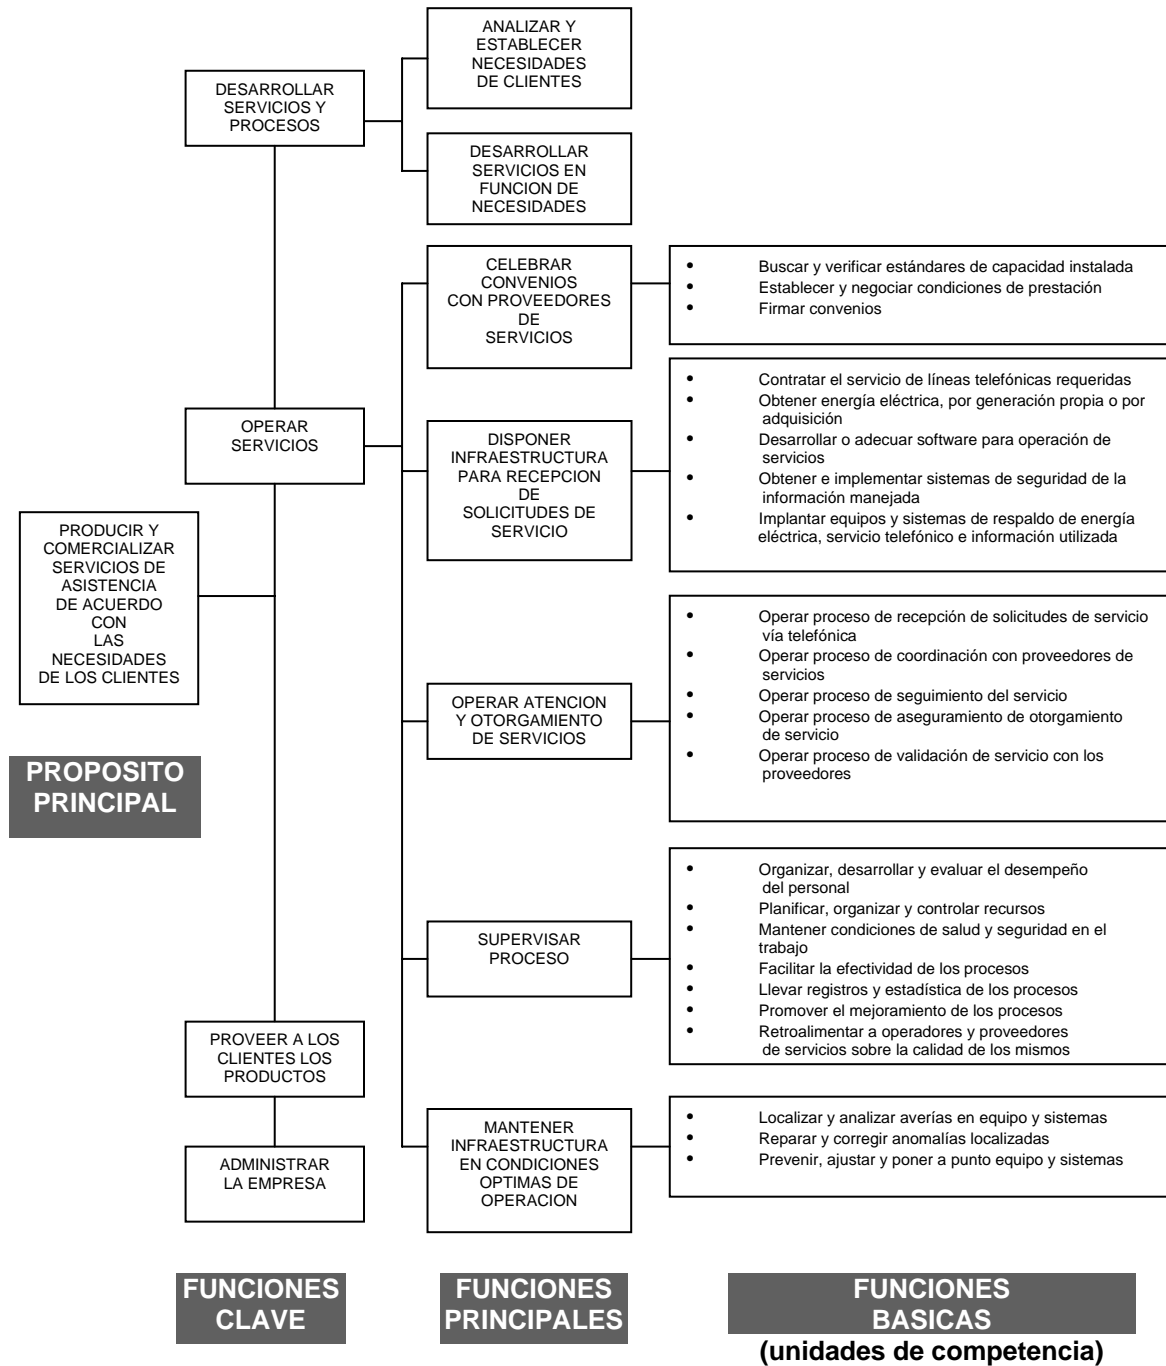 ANALIZAR Y
ESTABLECER
NECESIDADES
DE CLIENTES
DESARROLLAR
SERVICIOS Y
PROCESOS
DESARROLLAR
SERVICIOS EN
FUNCION DE
NECESIDADES
CELEBRAR
CONVENIOS
CON PROVEEDORES
DE
SERVICIOS
• Buscar y verificar estándares de capacidad instalada
• Establecer y negociar condiciones de prestación
• Firmar convenios
OPERAR
SERVICIOS
DISPONER
INFRAESTRUCTURA
PARA RECEPCION
DE
SOLICITUDES DE
SERVICIO
• Contratar el servicio de líneas telefónicas requeridas
• Obtener energía eléctrica, por generación propia o por
adquisición
• Desarrollar o adecuar software para operación de
servicios
• Obtener e implementar sistemas de seguridad de la
información manejada
• Implantar equipos y sistemas de respaldo de energía
eléctrica, servicio telefónico e información utilizada
PRODUCIR Y
COMERCIALIZAR
SERVICIOS DE
ASISTENCIA
DE ACUERDO
CON
LAS
NECESIDADES
DE LOS CLIENTES
PROPOSITO
PRINCIPAL
OPERAR ATENCION
Y OTORGAMIENTO
DE SERVICIOS
• Operar proceso de recepción de solicitudes de servicio
vía telefónica
• Operar proceso de coordinación con proveedores de
servicios
• Operar proceso de seguimiento del servicio
• Operar proceso de aseguramiento de otorgamiento
de servicio
• Operar proceso de validación de servicio con los
proveedores
SUPERVISAR
PROCESO
• Organizar, desarrollar y evaluar el desempeño
del personal
• Planificar, organizar y controlar recursos
• Mantener condiciones de salud y seguridad en el
trabajo
• Facilitar la efectividad de los procesos
• Llevar registros y estadística de los procesos
• Promover el mejoramiento de los procesos
• Retroalimentar a operadores y proveedores
de servicios sobre la calidad de los mismos
PROVEER A LOS
CLIENTES LOS
PRODUCTOS
ADMINISTRAR
LA EMPRESA
MANTENER
INFRAESTRUCTURA
EN CONDICIONES
OPTIMAS DE
OPERACION
• Localizar y analizar averías en equipo y sistemas
• Reparar y corregir anomalías localizadas
• Prevenir, ajustar y poner a punto equipo y sistemas
FUNCIONES
CLAVE
FUNCIONES
PRINCIPALES
FUNCIONES
BASICAS
(unidades de competencia)